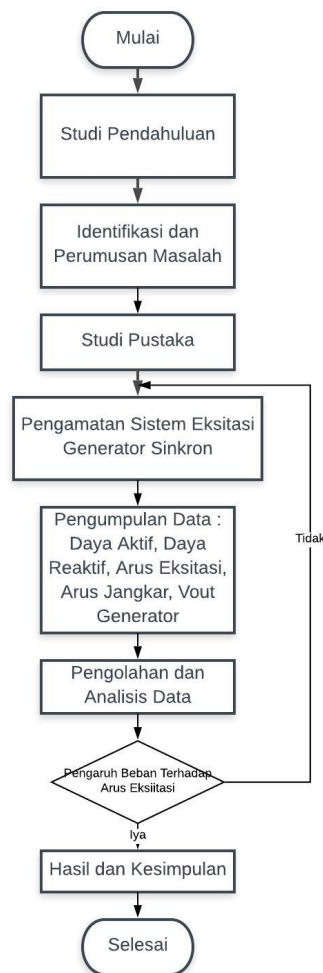 Mulai
Studi Pendahuluan
Identifikasi dan
Perumusan Masalah
Studi Pustaka
Pengamatan Sistem Eksitasi
Generator Sinkron
Pengumpulan Data :
Daya Aktif, Daya
Reaktif, Arus Eksitasi,
Arus Jangkar, Vout
Generator
Tidak
Pengolahan dan
Analisis Data
Pengaruh Beban Terhadap
Arus Eksiitasi
Iya
Hasil dan Kesimpulan
Selesai